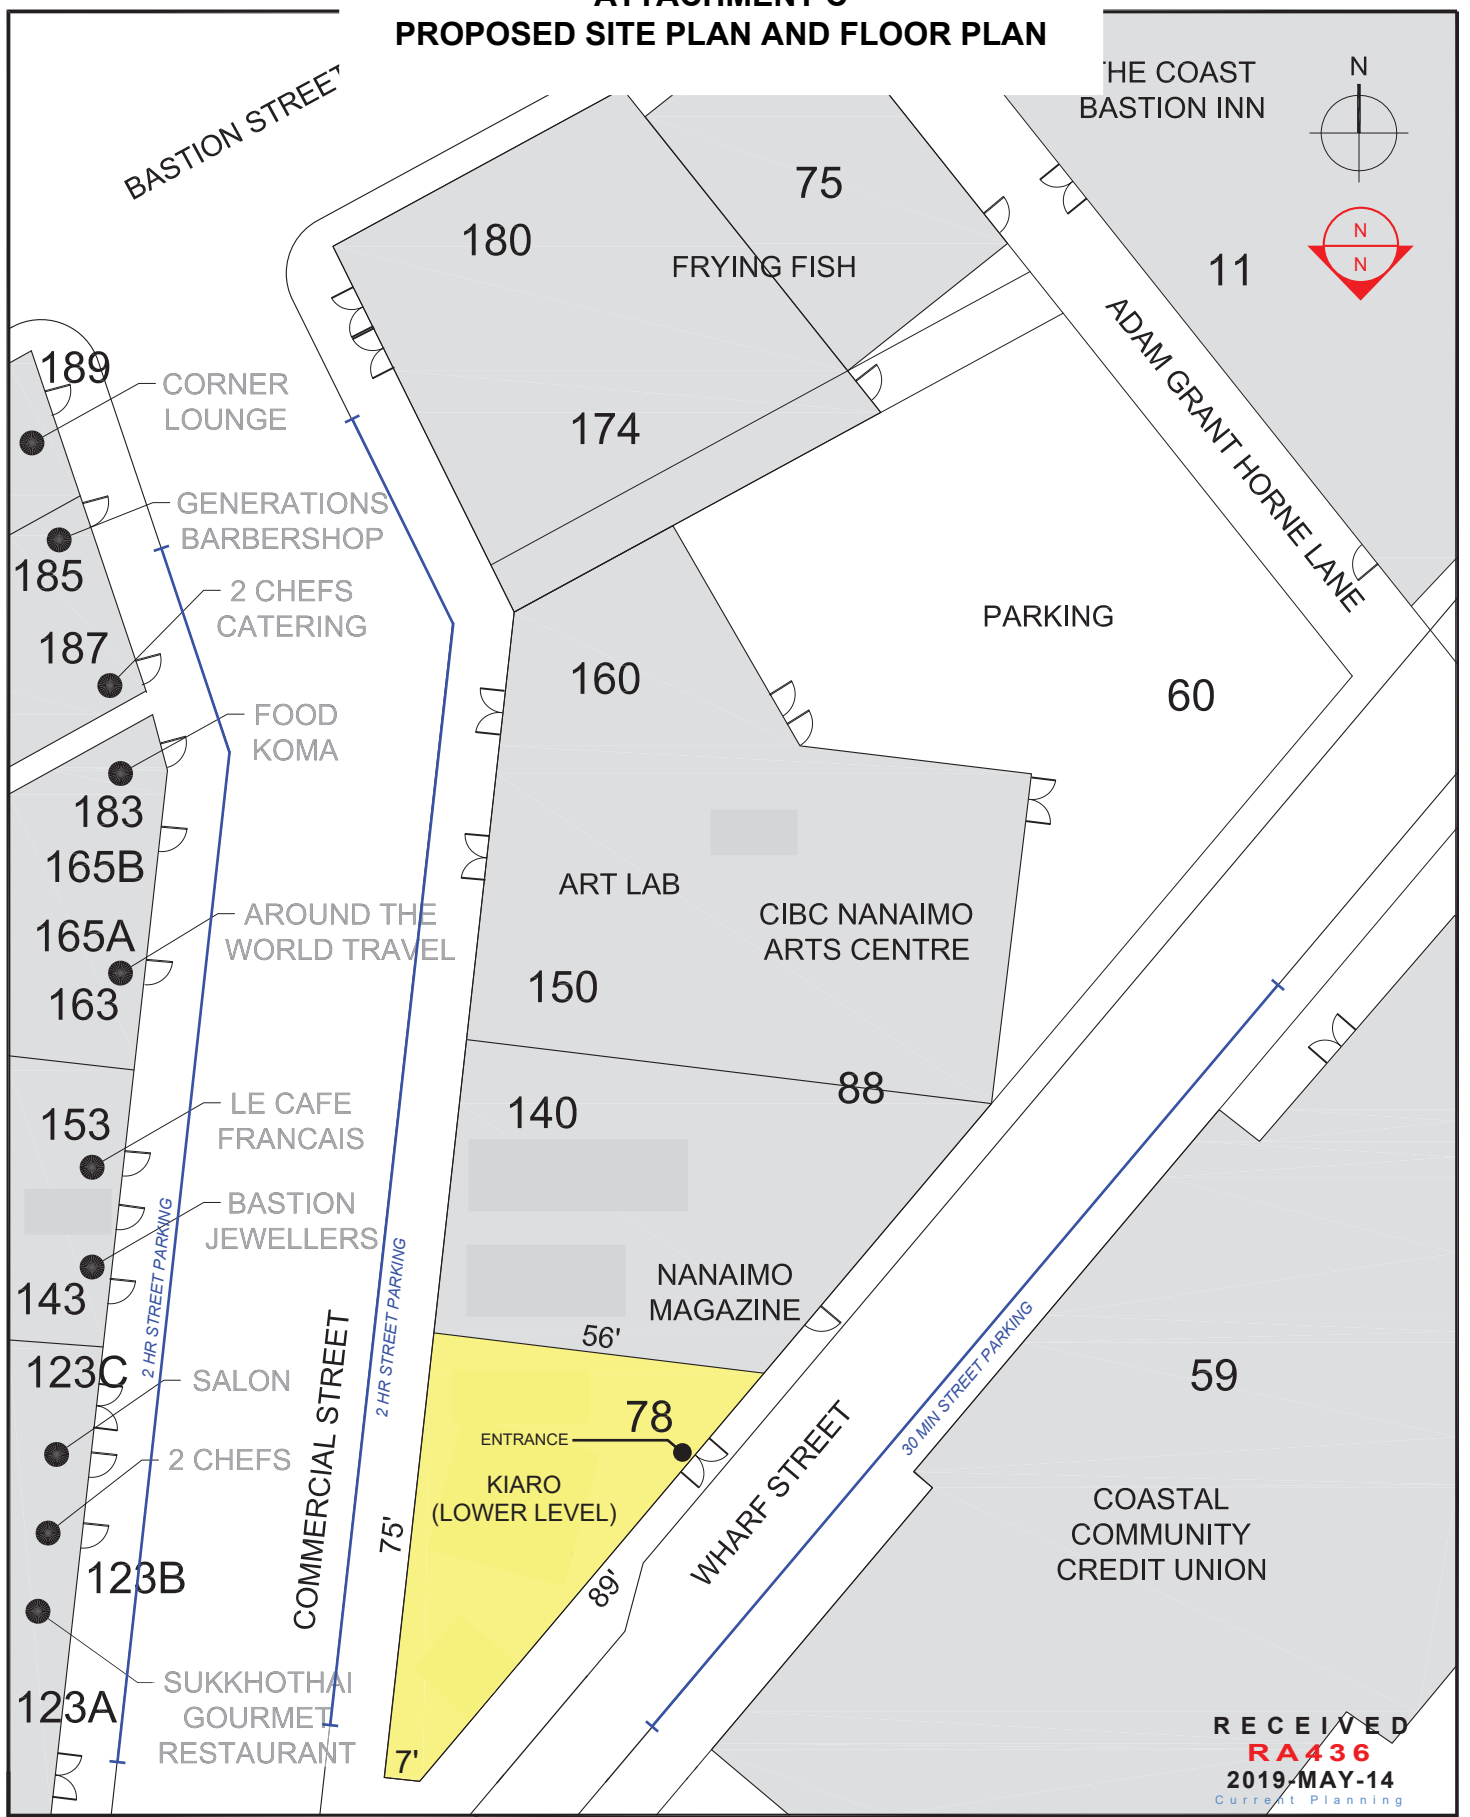 PROPOSED SITE PLAN AND FLOOR PLAN
BASTION STREET
THE COAST
BASTION INN
N
N
N
11
75
180
FRYING FISH
174
ADAM GRANT HORNE LANE
189
CORNER
LOUNGE
GENERATIONS
BARBERSHOP
185
2 CHEFS
CATERING
187
FOOD
KOMA
183
165B
165A
AROUND THE
WORLD TRAVEL
163
153
LE CAFE
FRANCAIS
BASTION
JEWELLERS
143
2 HR STREET PARKING
2 HR STREET PARKING
123C
SALON
2 CHEFS
123B
SUKKHOTHAI
GOURMET
RESTAURANT
123A
COMMERCIAL STREET
PARKING
60
160
ART LAB
CIBC NANAIMO
ARTS CENTRE
150
88
140
NANAIMO
MAGAZINE
56'
78
ENTRANCE
KIARO
(LOWER LEVEL)
75'
89'
7'
WHARF STREET
30 MIN STREET PARKING
59
COASTAL
COMMUNITY
CREDIT UNION
RECEIVED
RA436
2019-MAY-14
Current Planning